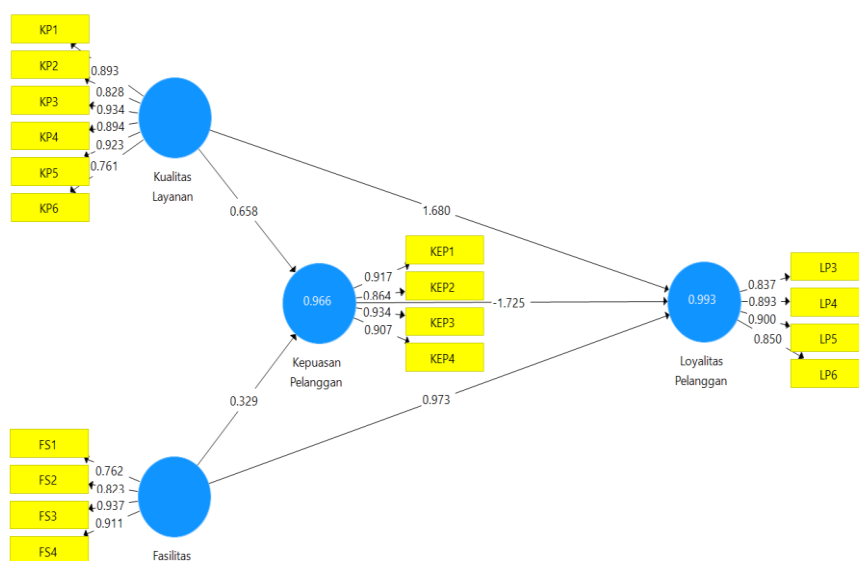 KP1
KP2
KP3
KP4
KP5
KP6
0.893
0.828
0.934
0.894
0.923
0.761
Kualitas
Layanan
0.658
1.680
KEP1
KEP2
KEP3
KEP4
0.917
0.864
0.934
0.907
0.966
Kepuasan
Pelanggan
-1.725
0.993
Loyalitas
Pelanggan
0.837
0.893
0.900
0.850
LP3
LP4
LP5
LP6
0.329
0.973
FS1
FS2
FS3
FS4
0.762
0.823
0.937
0.911
Fasilitas